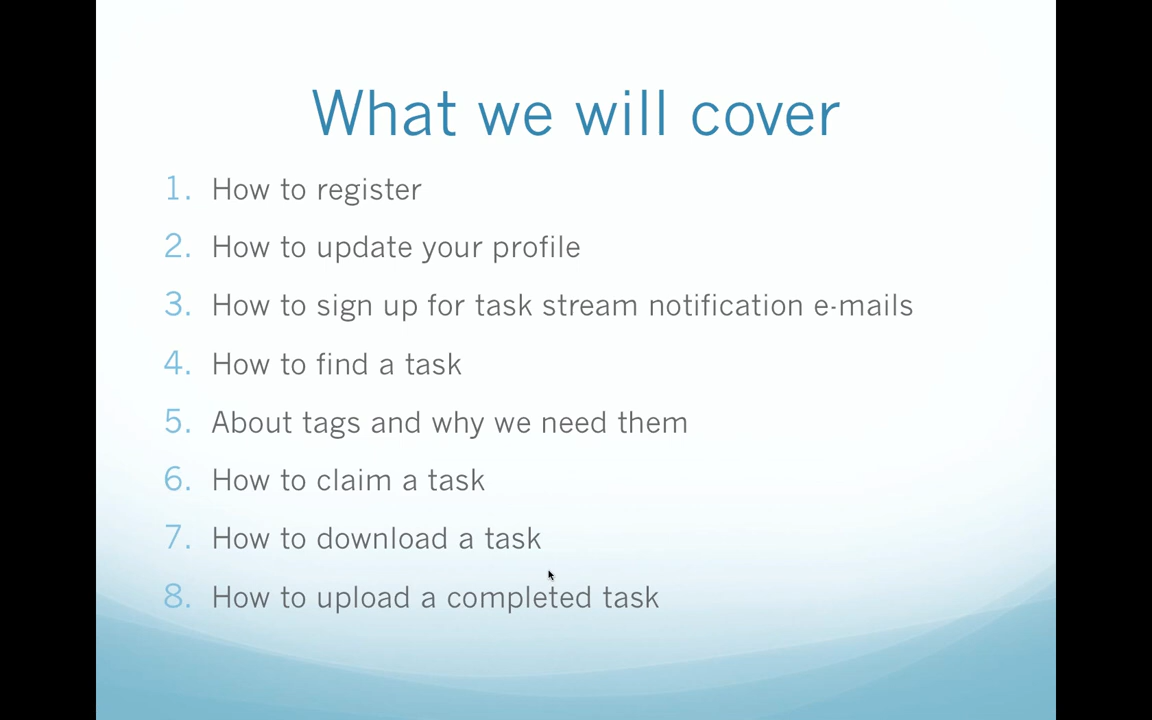 What we will cover
1. How to register
2. How to update your profile
3. How to sign up for task stream notification e-mails
4. How to find a task
5. About tags and why we need them
6. How to claim a task
7. How to download a task
8. How to upload a completed task